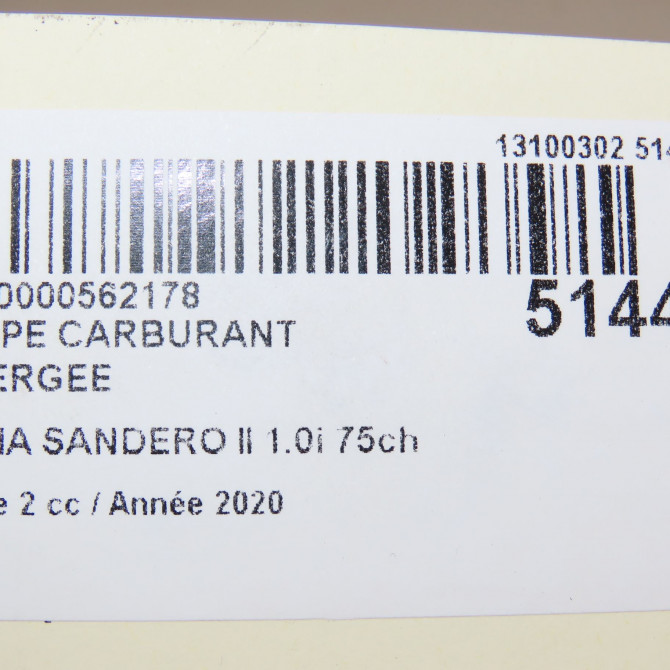 13100302 514
0000562178
5144
PE CARBURANT
ERGEE
IA SANDERO II 1.0i 75ch
e 2 cc / Année 2020